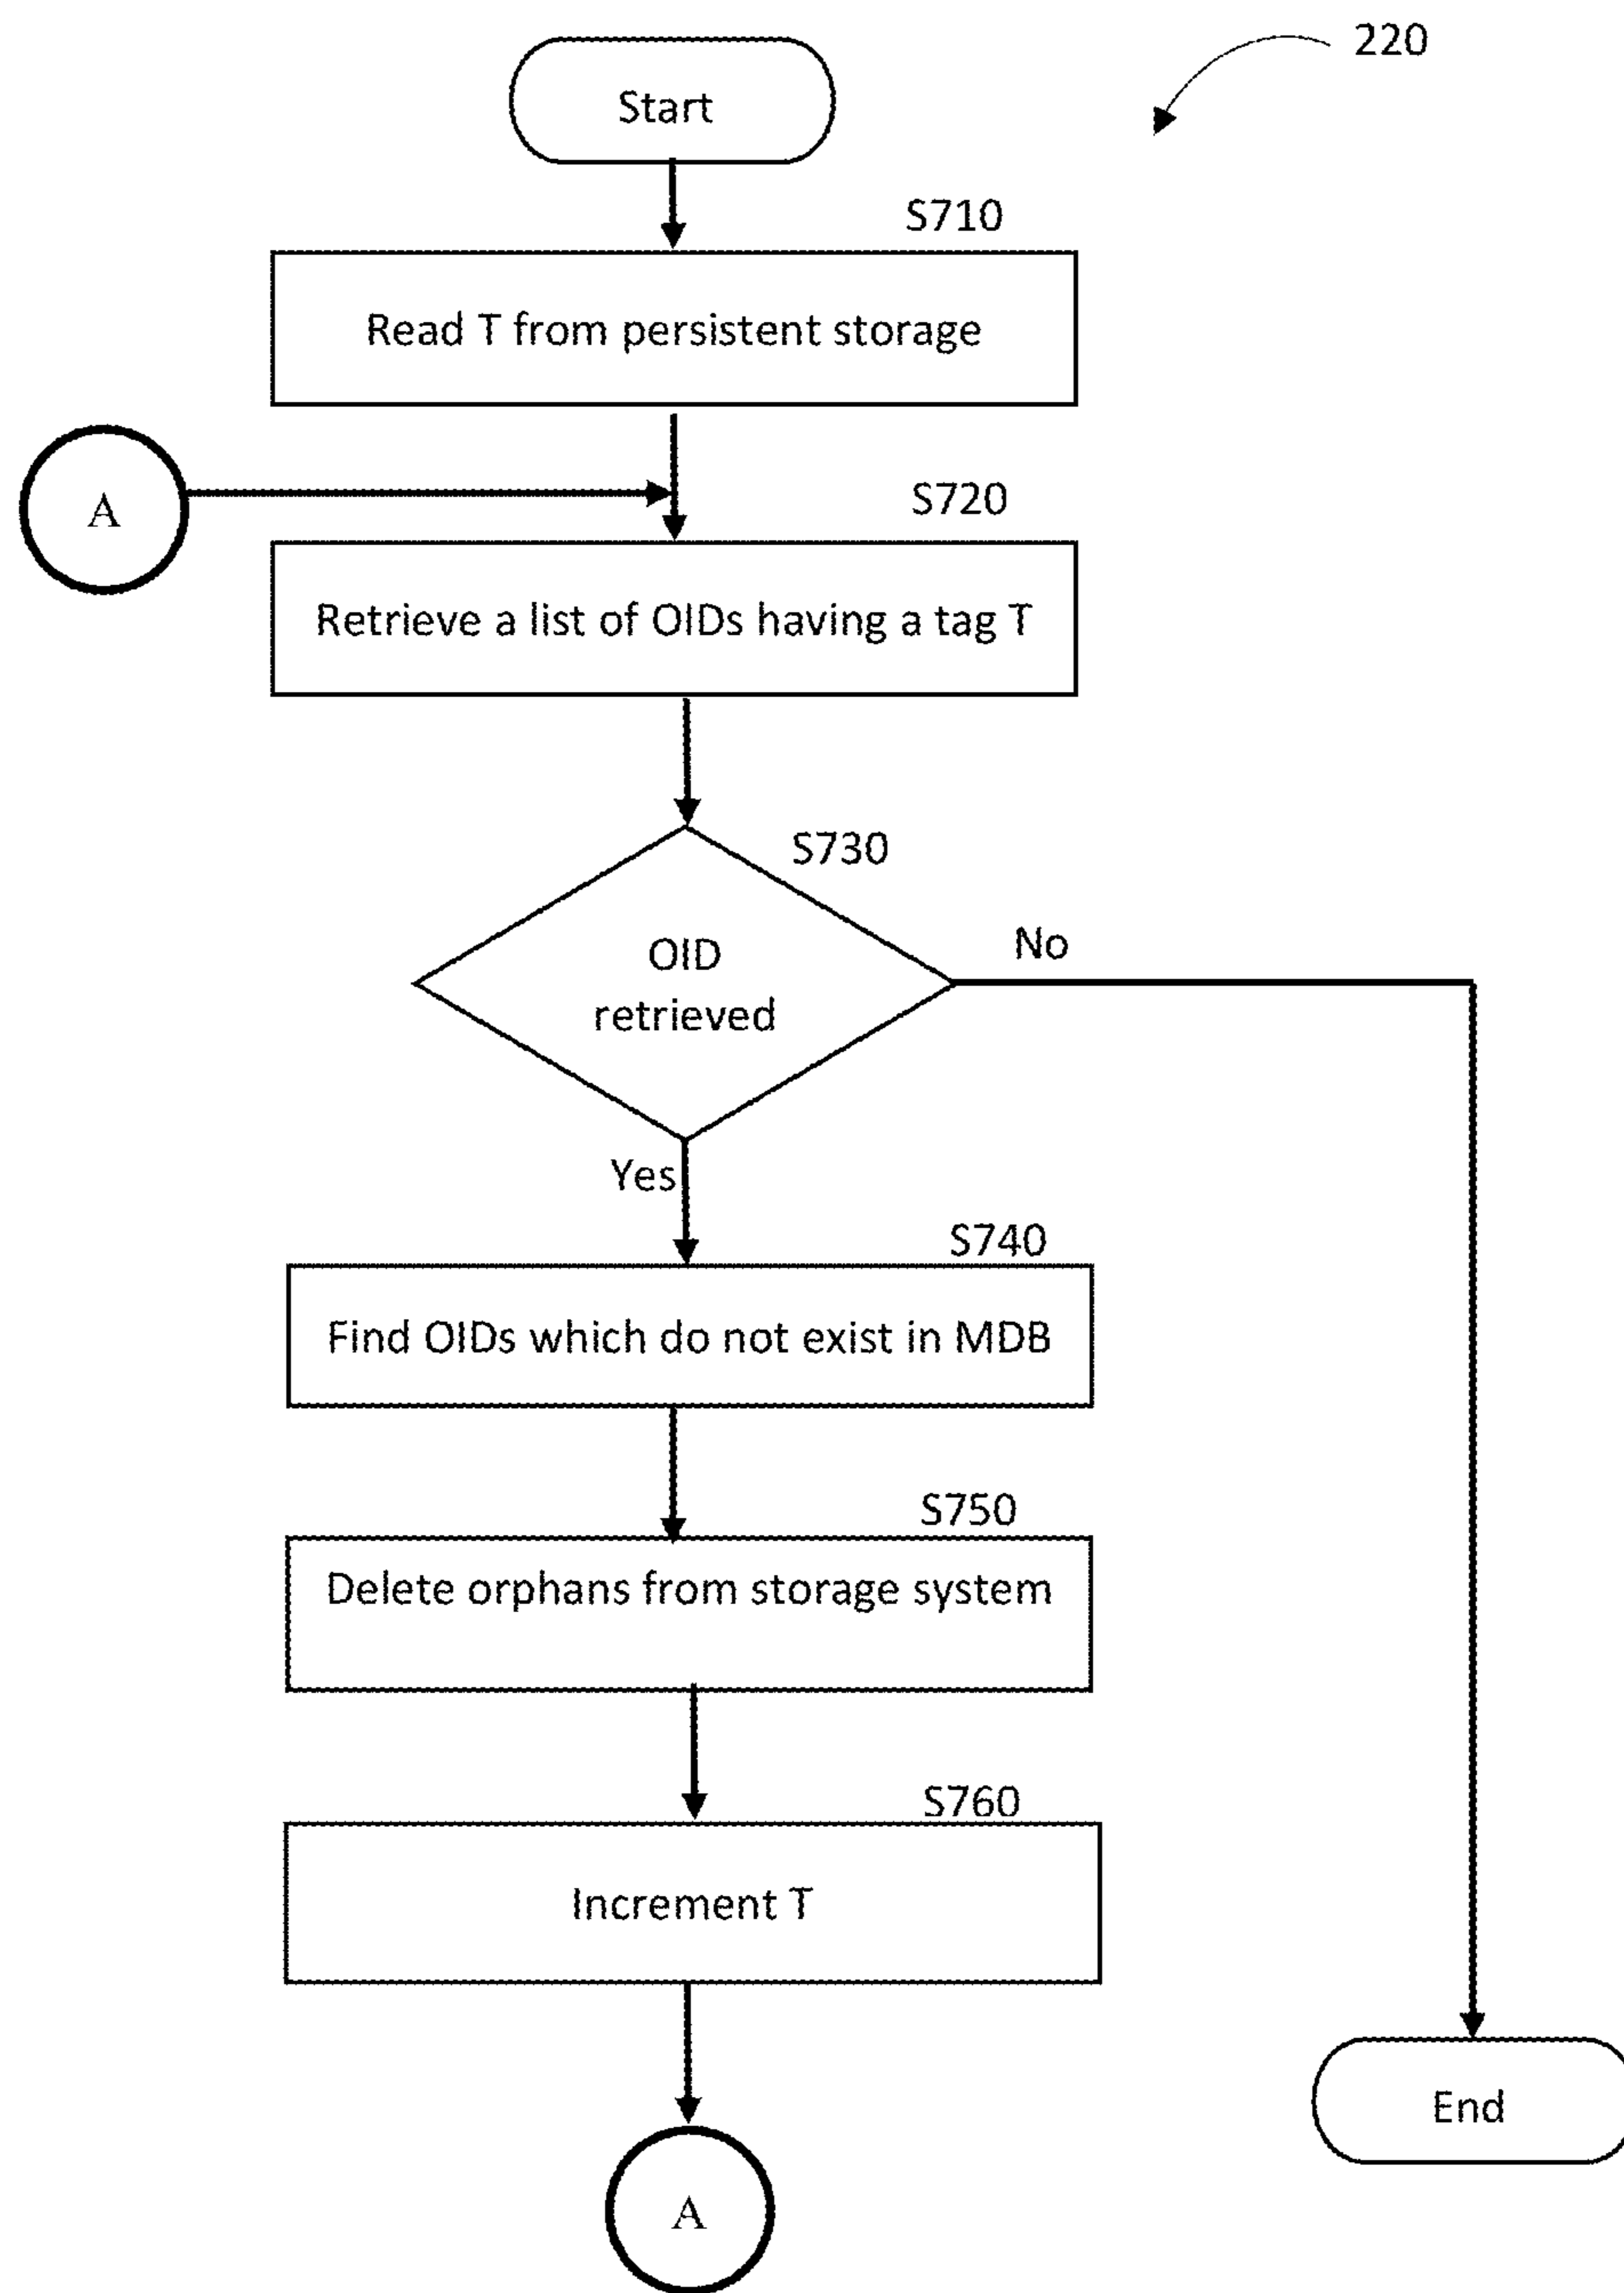 220
Start
S710
Read T from persistent storage
A
S720
Retrieve a list of OIDs having a tag T
S730
OID
retrieved
No
Yes
S740
Find OIDs which do not exist in MDB
S750
Delete orphans from storage system
S760
Increment T
End
A